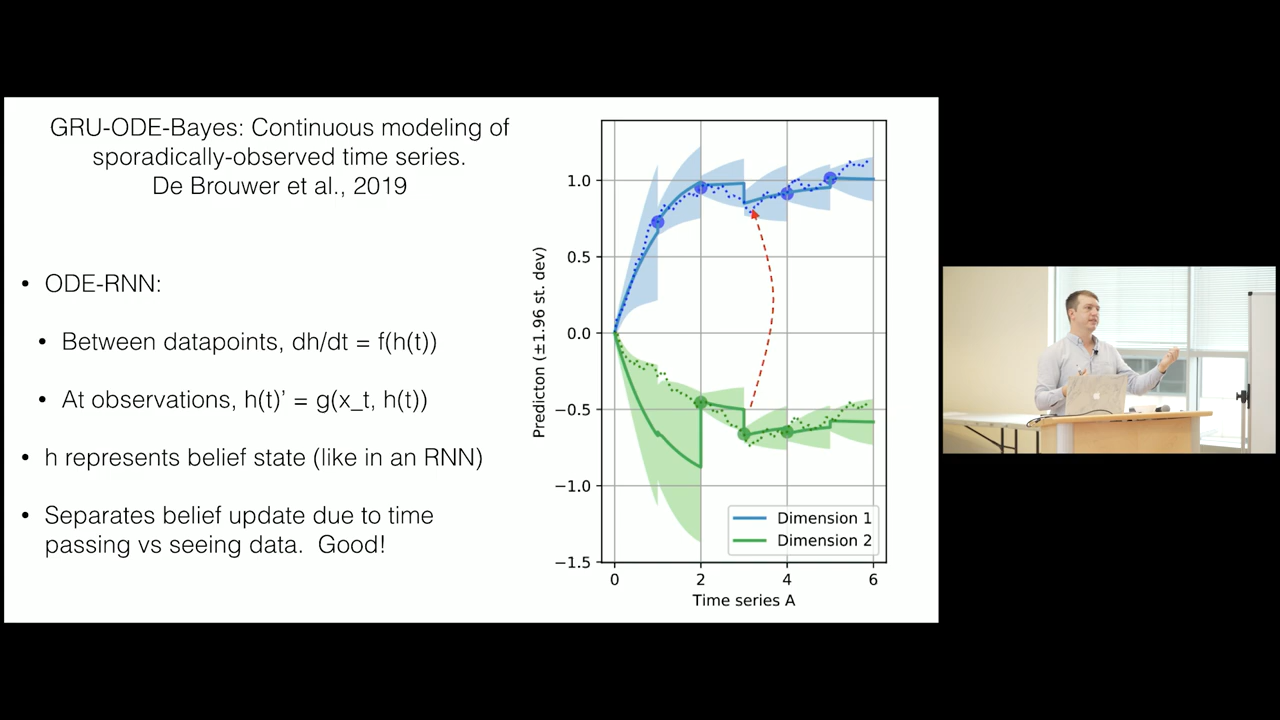 GRU-ODE-Bayes: Continuous modeling of
sporadically-observed time series.
De Brouwer et al., 2019
• ODE-RNN:
• Between datapoints, dh/dt = f(h(t))
• At observations, h(t)' = g(x_t, h(t))
• h represents belief state (like in an RNN)
• Separates belief update due to time
passing vs seeing data. Good!
Predicton (±1.96 st. dev)
1.0
0.5
0.0
−0.5
−1.0
−1.5
Dimension 1
Dimension 2
0 2 4 6
Time series A